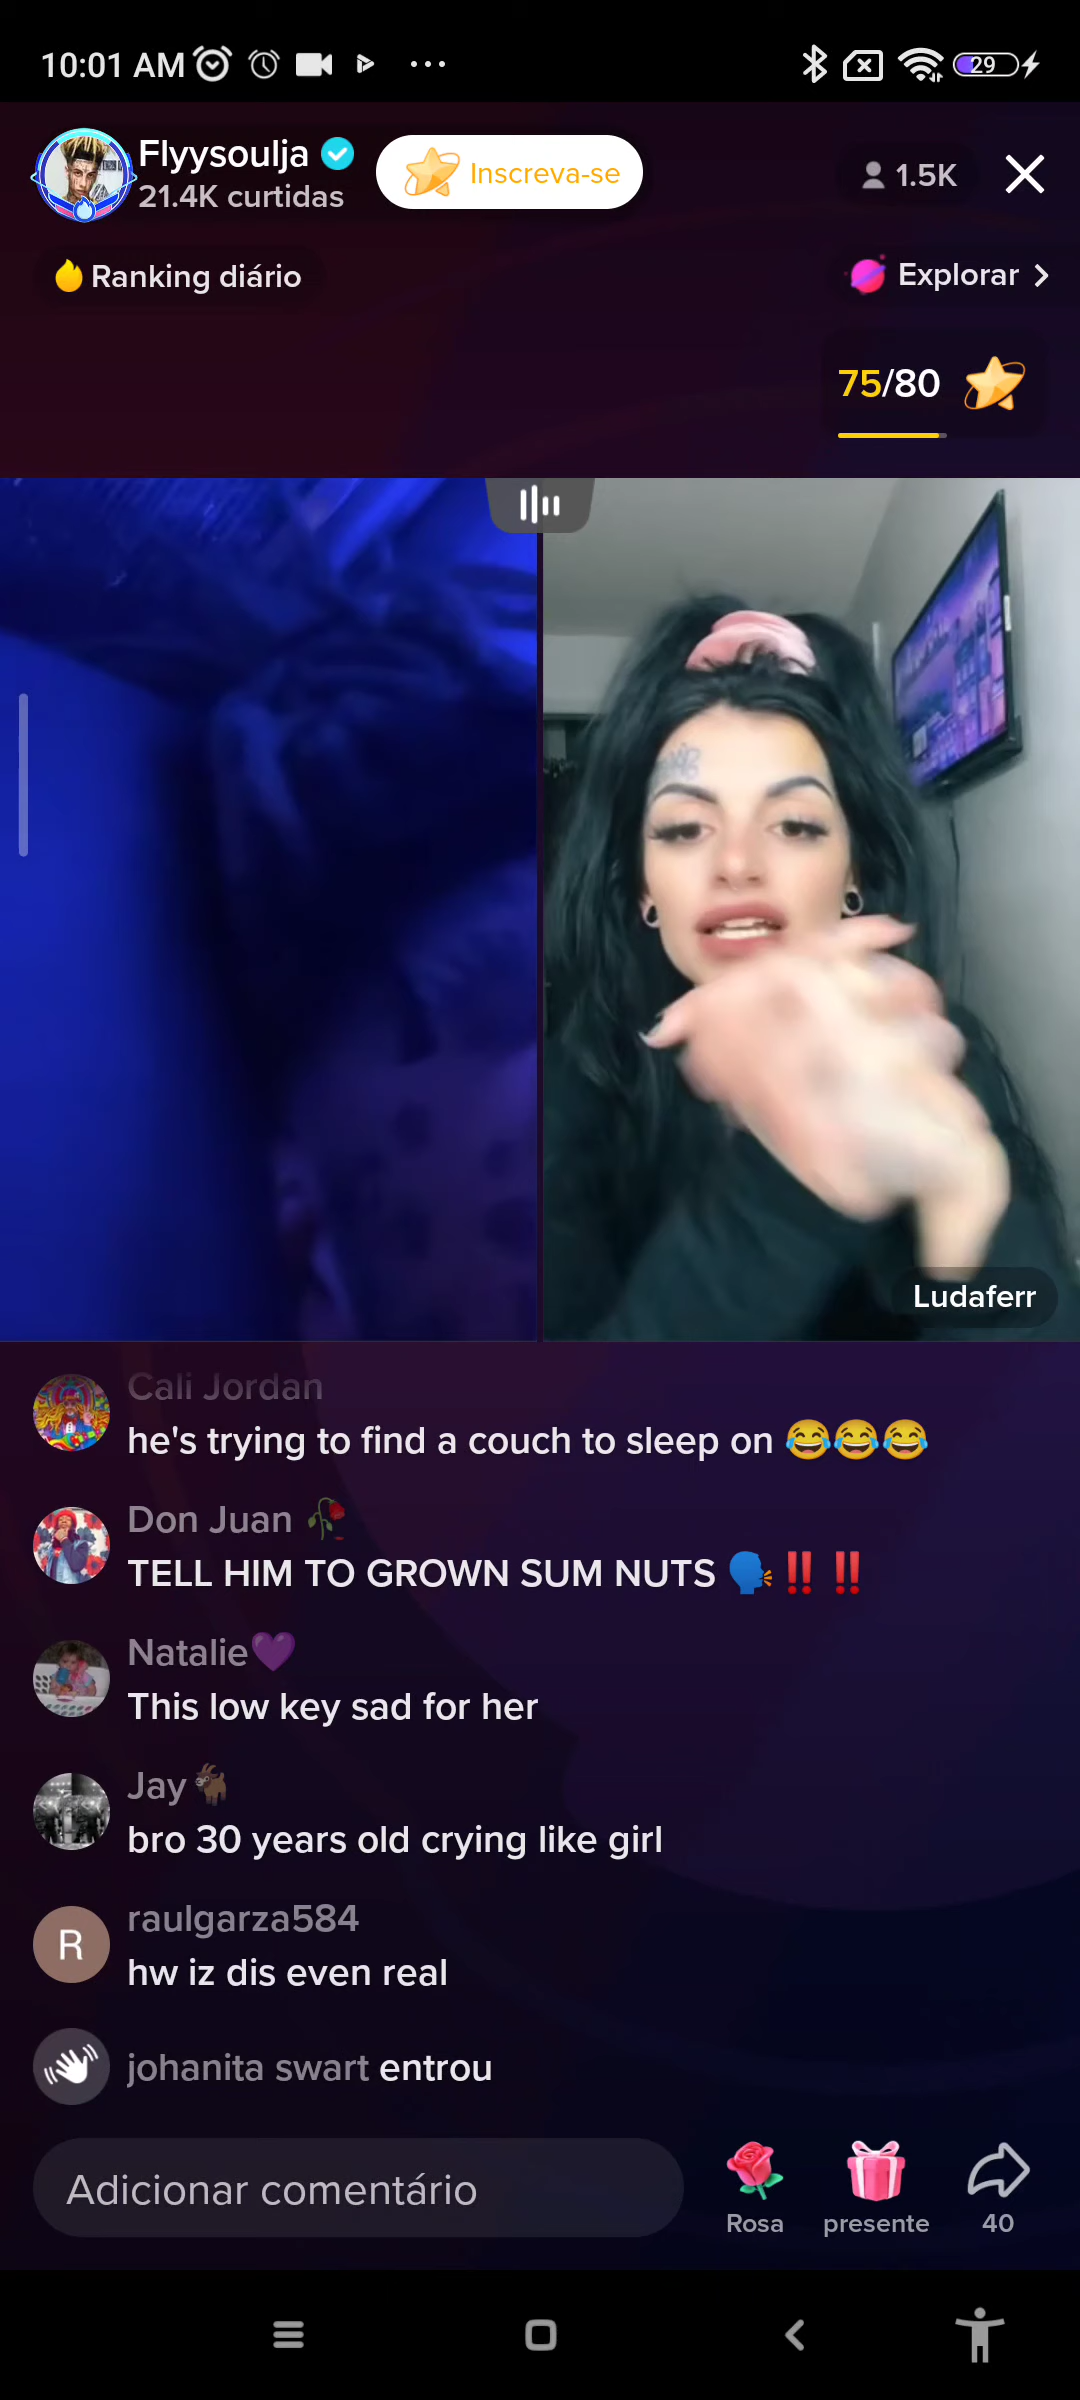 10:01 AM
29
Flyysoulja
21.4K curtidas
Inscreva-se
1.5K
Ranking diário
Explorar
75/80
Ludaferr
Cali Jordan
he's trying to find a couch to sleep on 😂😂😂
Don Juan 🥀
TELL HIM TO GROWN SUM NUTS 🗣️‼️‼️
Natalie💜
This low key sad for her
Jay🐐
bro 30 years old crying like girl
R
raulgarza584
hw iz dis even real
johanita swart entrou
Adicionar comentário
Rosa
presente
40